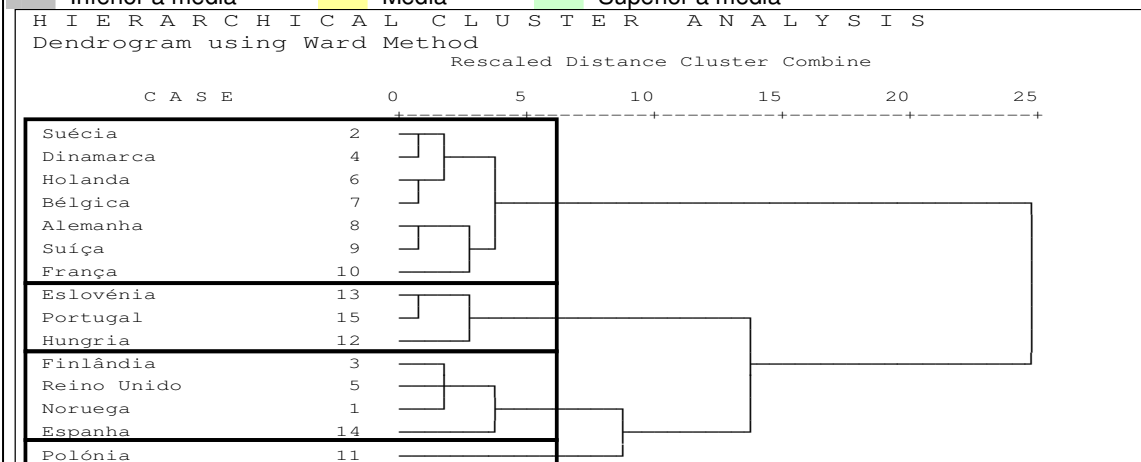 Inferior à média Média Superior à média
H I E R A R C H I C A L C L U S T E R A N A L Y S I S
Dendrogram using Ward Method
Rescaled Distance Cluster Combine
C A S E 0 5 10 15 20 25
Suécia 2
Dinamarca 4
Holanda 6
Bélgica 7
Alemanha 8
Suíça 9
França 10
Eslovénia 13
Portugal 15
Hungria 12
Finlândia 3
Reino Unido 5
Noruega 1
Espanha 14
Polónia 11